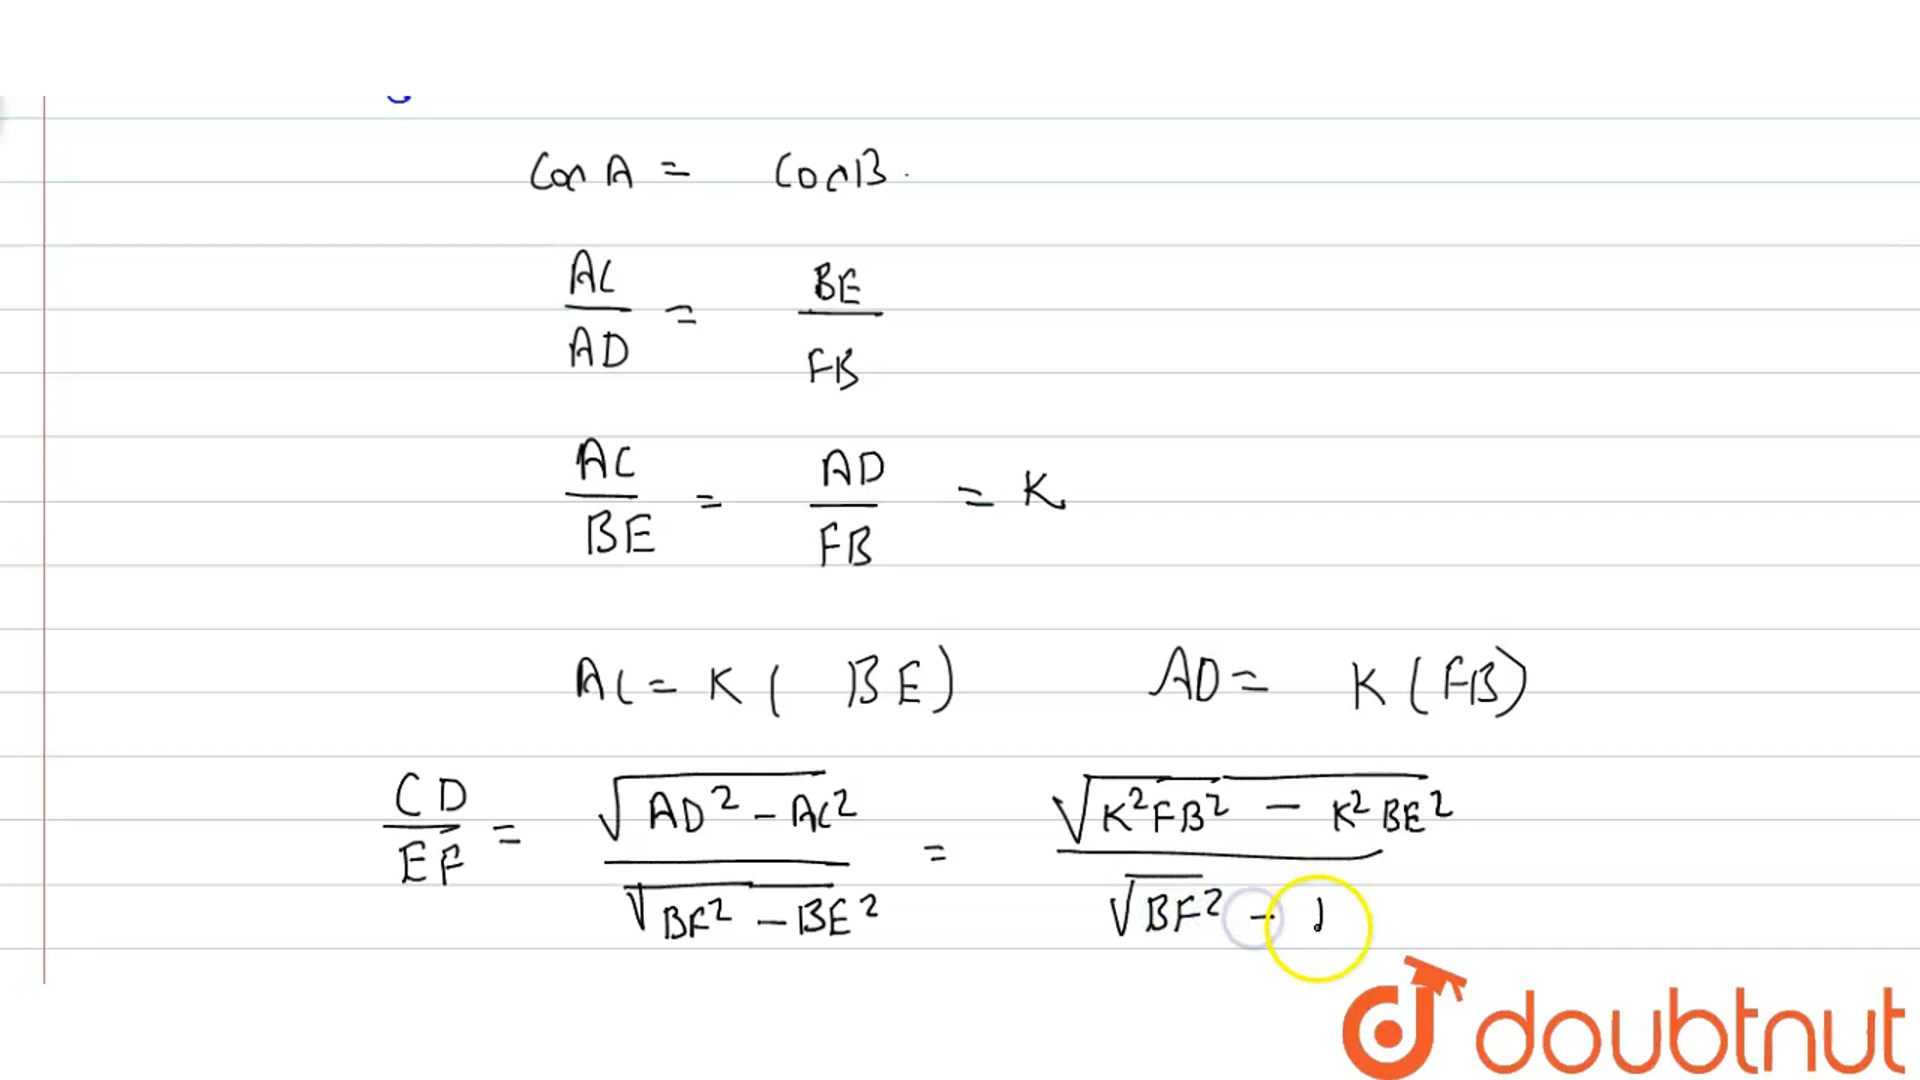 Cos A = Cos B.
AC/AD = BE/FB
AC/BE = AD/FB = K
AC = K ( BE) AD = K (FB)
CD/EF = √AD² - AC² / √BF² - BE² = √K²FB² - K²BE² / √BF² -
doubtnut